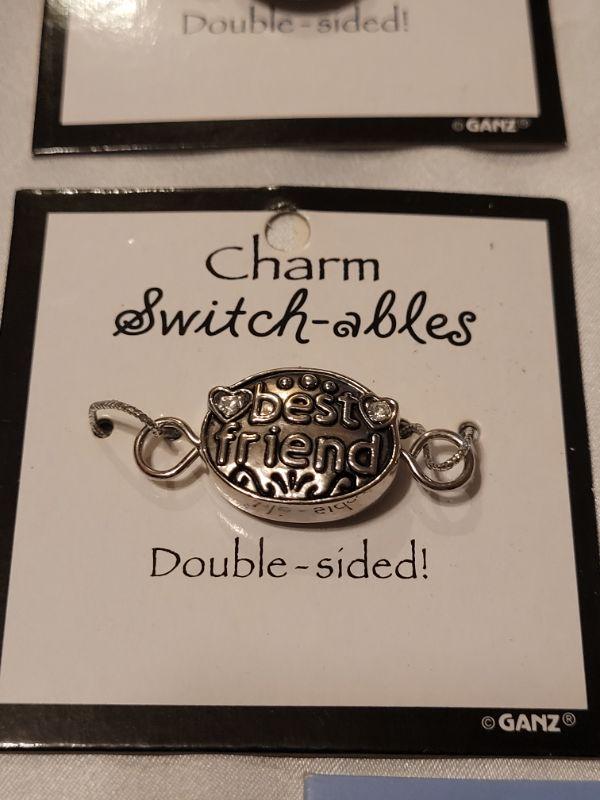 Double-sided!
©GANZ®
Charm
Switch-ables
best
friend
Double-sided!
©GANZ®